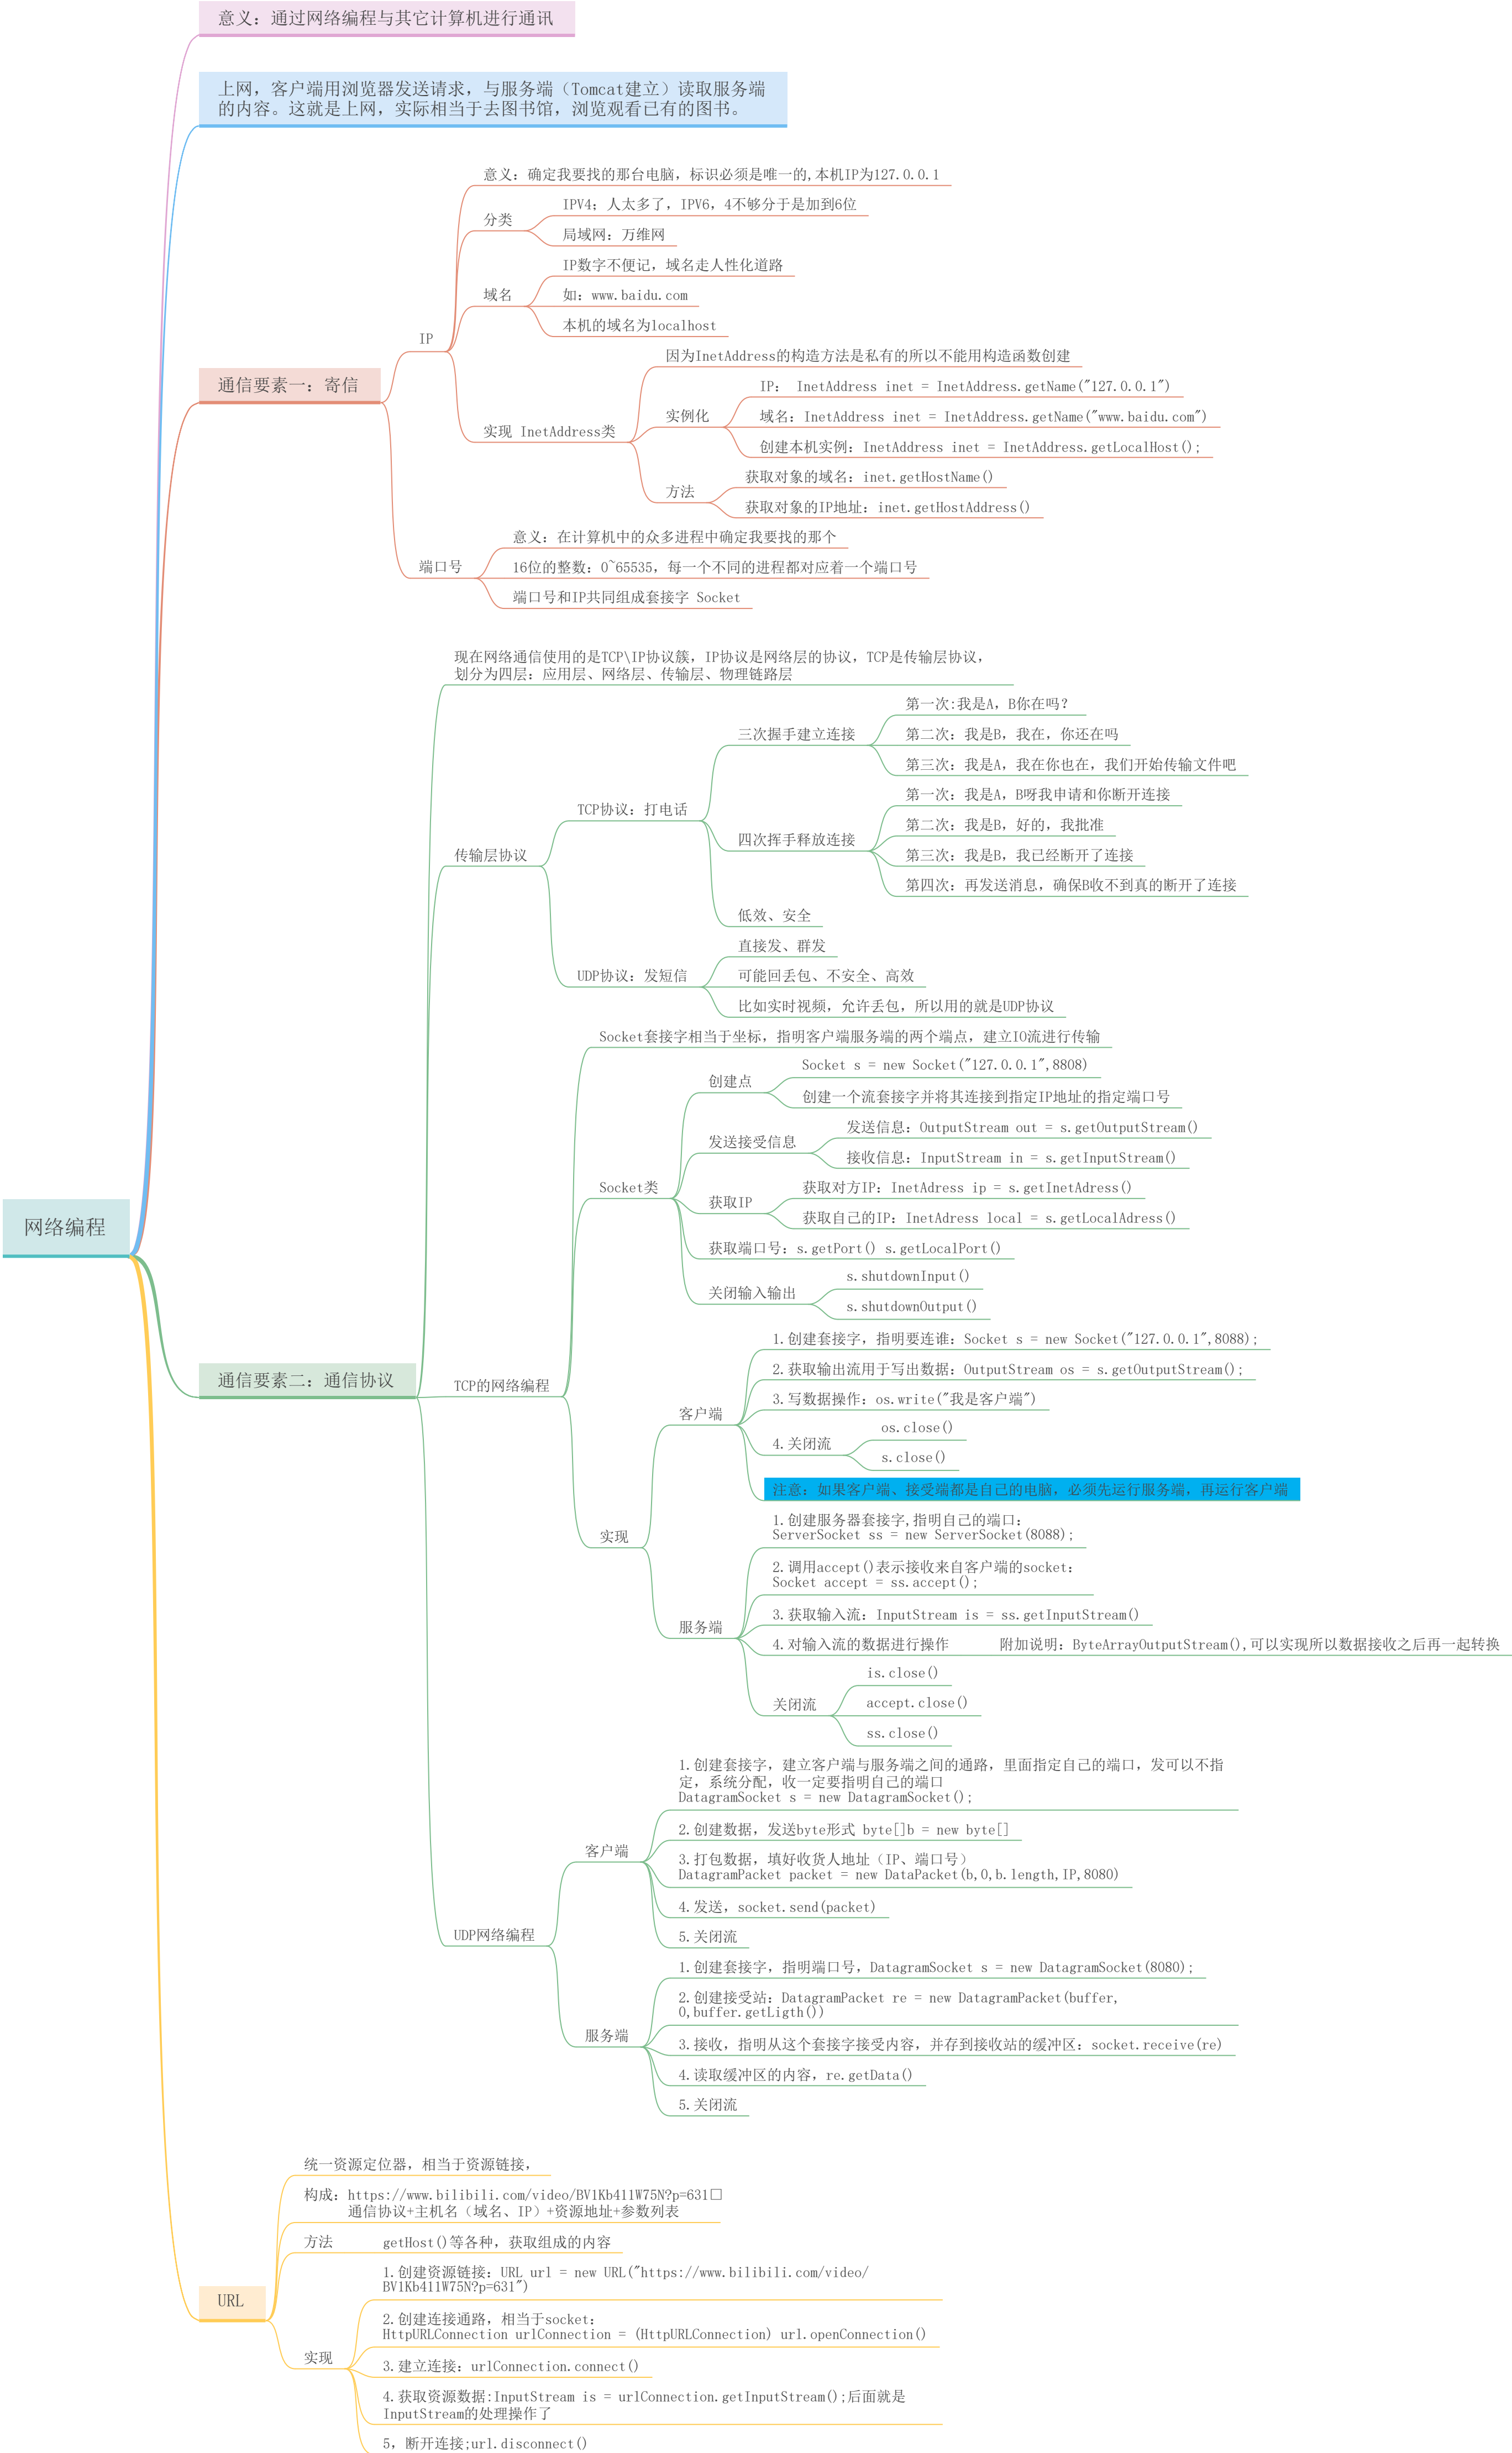 意义：通过网络编程与其它计算机进行通讯
上网，客户端用浏览器发送请求，与服务端（Tomcat建立）读取服务端
的内容。这就是上网，实际相当于去图书馆，浏览观看已有的图书。
意义：确定我要找的那台电脑，标识必须是唯一的,本机IP为127.0.0.1
分类
IPV4；人太多了，IPV6，4不够分于是加到6位
局域网：万维网
域名
IP数字不便记，域名走人性化道路
如：www.baidu.com
本机的域名为localhost
IP
通信要素一：寄信
实现 InetAddress类
因为InetAddress的构造方法是私有的所以不能用构造函数创建
实例化
IP： InetAddress inet = InetAddress.getName("127.0.0.1")
域名：InetAddress inet = InetAddress.getName("www.baidu.com")
创建本机实例：InetAddress inet = InetAddress.getLocalHost();
方法
获取对象的域名：inet.getHostName()
获取对象的IP地址：inet.getHostAddress()
端口号
意义：在计算机中的众多进程中确定我要找的那个
16位的整数：0~65535，每一个不同的进程都对应着一个端口号
端口号和IP共同组成套接字 Socket
现在网络通信使用的是TCP\IP协议簇，IP协议是网络层的协议，TCP是传输层协议，
划分为四层：应用层、网络层、传输层、物理链路层
传输层协议
TCP协议：打电话
三次握手建立连接
第一次:我是A，B你在吗？
第二次：我是B，我在，你还在吗
第三次：我是A，我在你也在，我们开始传输文件吧
四次挥手释放连接
第一次：我是A，B呀我申请和你断开连接
第二次：我是B，好的，我批准
第三次：我是B，我已经断开了连接
第四次：再发送消息，确保B收不到真的断开了连接
低效、安全
UDP协议：发短信
直接发、群发
可能回丢包、不安全、高效
比如实时视频，允许丢包，所以用的就是UDP协议
网络编程
通信要素二：通信协议
TCP的网络编程
Socket套接字相当于坐标，指明客户端服务端的两个端点，建立IO流进行传输
Socket类
创建点
Socket s = new Socket("127.0.0.1",8808)
创建一个流套接字并将其连接到指定IP地址的指定端口号
发送接受信息
发送信息：OutputStream out = s.getOutputStream()
接收信息：InputStream in = s.getInputStream()
获取IP
获取对方IP：InetAdress ip = s.getInetAdress()
获取自己的IP：InetAdress local = s.getLocalAdress()
获取端口号：s.getPort() s.getLocalPort()
关闭输入输出
s.shutdownInput()
s.shutdownOutput()
实现
客户端
1.创建套接字，指明要连谁：Socket s = new Socket("127.0.0.1",8088);
2.获取输出流用于写出数据：OutputStream os = s.getOutputStream();
3.写数据操作：os.write("我是客户端")
4.关闭流
os.close()
s.close()
注意：如果客户端、接受端都是自己的电脑，必须先运行服务端，再运行客户端
服务端
1.创建服务器套接字,指明自己的端口：
ServerSocket ss = new ServerSocket(8088);
2.调用accept()表示接收来自客户端的socket：
Socket accept = ss.accept();
3.获取输入流：InputStream is = ss.getInputStream()
4.对输入流的数据进行操作 附加说明：ByteArrayOutputStream(),可以实现所以数据接收之后再一起转换
关闭流
is.close()
accept.close()
ss.close()
UDP网络编程
客户端
1.创建套接字，建立客户端与服务端之间的通路，里面指定自己的端口，发可以不指
定，系统分配，收一定要指明自己的端口
DatagramSocket s = new DatagramSocket();
2.创建数据，发送byte形式 byte[]b = new byte[]
3.打包数据，填好收货人地址（IP、端口号）
DatagramPacket packet = new DataPacket(b,0,b.length,IP,8080)
4.发送，socket.send(packet)
5.关闭流
服务端
1.创建套接字，指明端口号，DatagramSocket s = new DatagramSocket(8080);
2.创建接受站：DatagramPacket re = new DatagramPacket(buffer,
0,buffer.getLigth())
3.接收，指明从这个套接字接受内容，并存到接收站的缓冲区：socket.receive(re)
4.读取缓冲区的内容，re.getData()
5.关闭流
URL
统一资源定位器，相当于资源链接，
构成：https://www.bilibili.com/video/BV1Kb411W75N?p=631□
通信协议+主机名（域名、IP）+资源地址+参数列表
方法 getHost()等各种，获取组成的内容
实现
1.创建资源链接：URL url = new URL("https://www.bilibili.com/video/
BV1Kb411W75N?p=631")
2.创建连接通路，相当于socket：
HttpURLConnection urlConnection = (HttpURLConnection) url.openConnection()
3.建立连接：urlConnection.connect()
4.获取资源数据:InputStream is = urlConnection.getInputStream();后面就是
InputStream的处理操作了
5，断开连接;url.disconnect()